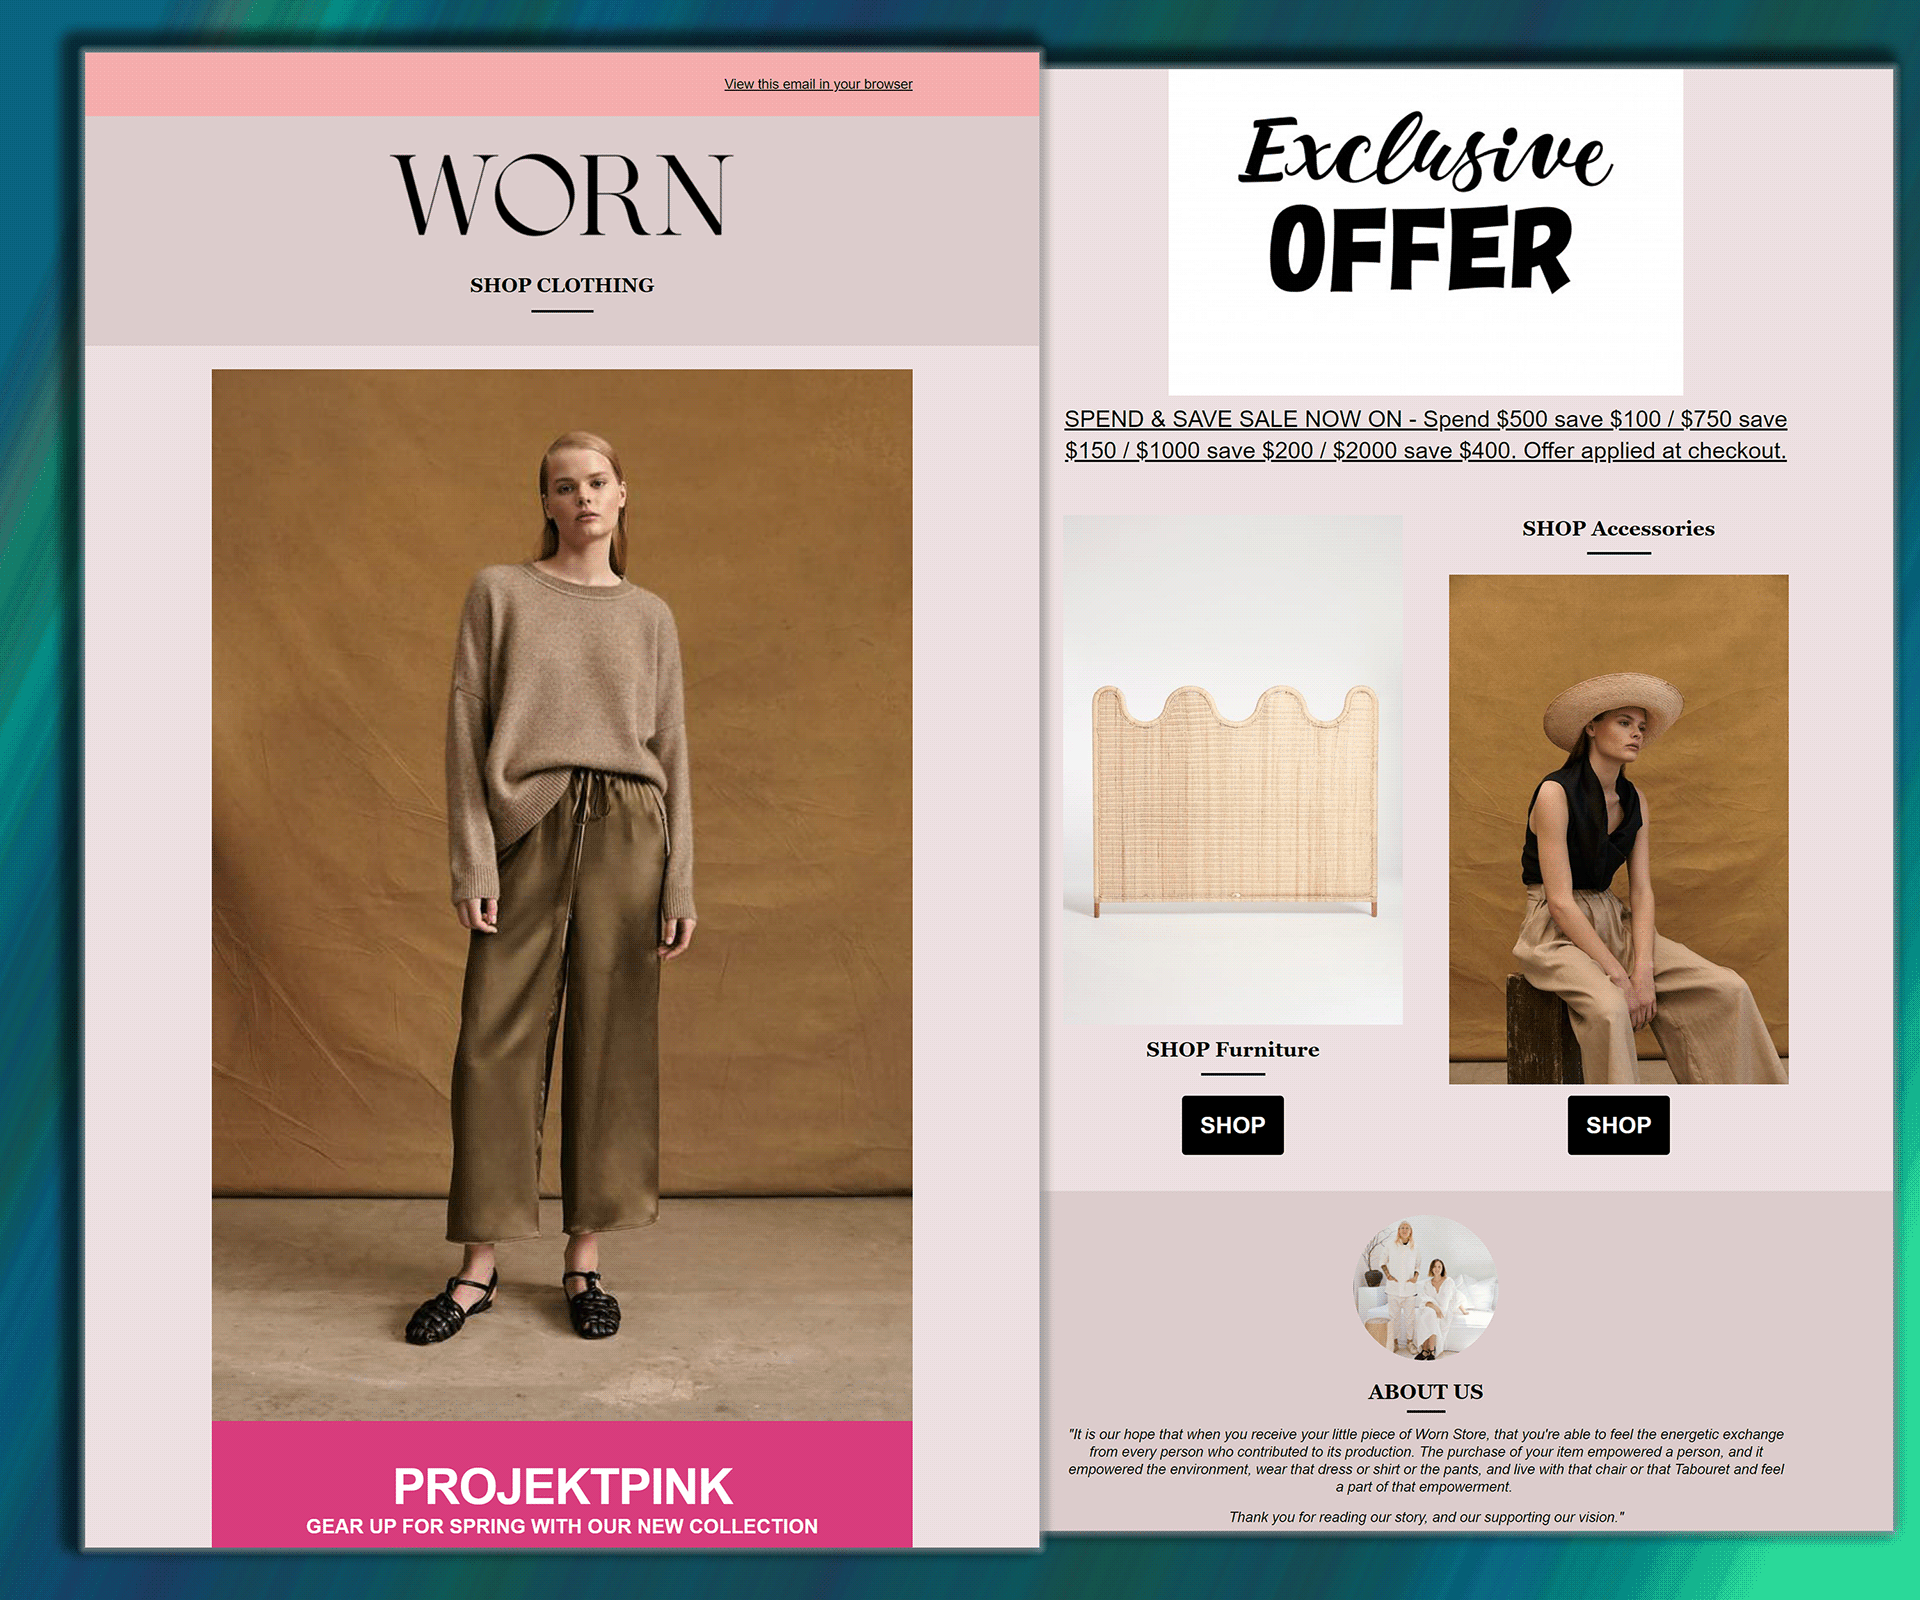 View this email in your browser
WORN
SHOP CLOTHING
PROJEKTPINK
GEAR UP FOR SPRING WITH OUR NEW COLLECTION
Exclusive
OFFER
SPEND & SAVE SALE NOW ON - Spend $500 save $100 / $750 save
$150 / $1000 save $200 / $2000 save $400. Offer applied at checkout.
SHOP Furniture
SHOP
SHOP Accessories
SHOP
ABOUT US
"It is our hope that when you receive your little piece of Worn Store, that you're able to feel the energetic exchange
from every person who contributed to its production. The purchase of your item empowered a person, and it
empowered the environment, wear that dress or shirt or the pants, and live with that chair or that Tabouret and feel
a part of that empowerment.
Thank you for reading our story, and our supporting our vision."